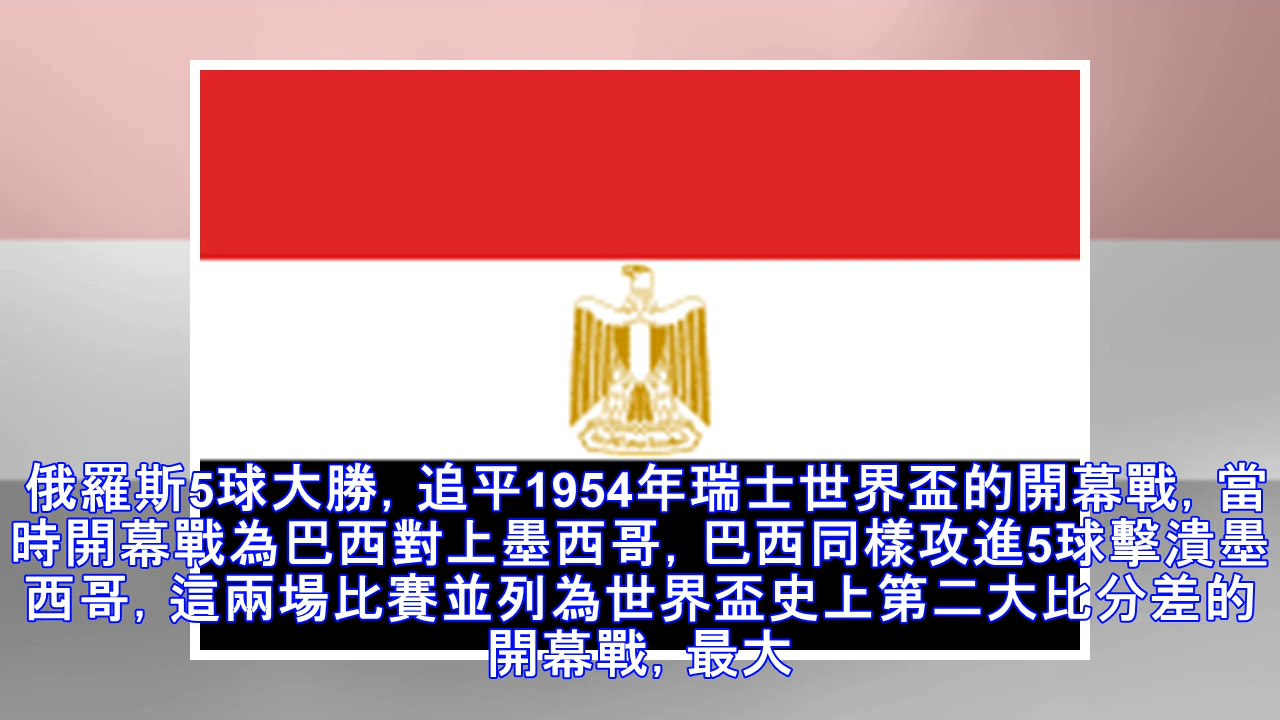 俄羅斯5球大勝, 追平1954年瑞士世界盃的開幕戰, 當
時開幕戰為巴西對上墨西哥, 巴西同樣攻進5球擊潰墨
西哥, 這兩場比賽並列為世界盃史上第二大比分差的
開幕戰, 最大